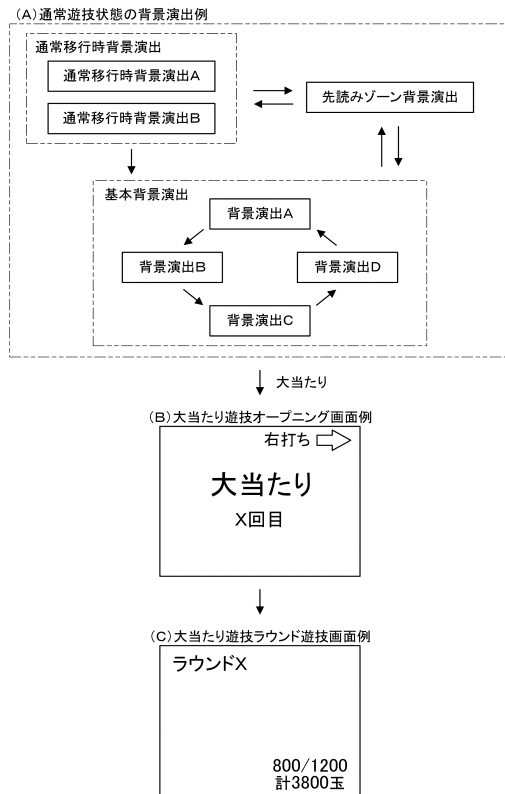 (A)通常遊技状態の背景演出例
通常移行時背景演出
通常移行時背景演出A
通常移行時背景演出B
先読みゾーン背景演出
基本背景演出
背景演出A
背景演出B
背景演出D
背景演出C
大当たり
(B)大当たり遊技オープニング画面例
右打ち
大当たり
X回目
(C)大当たり遊技ラウンド遊技画面例
ラウンドX
800/1200
計3800玉